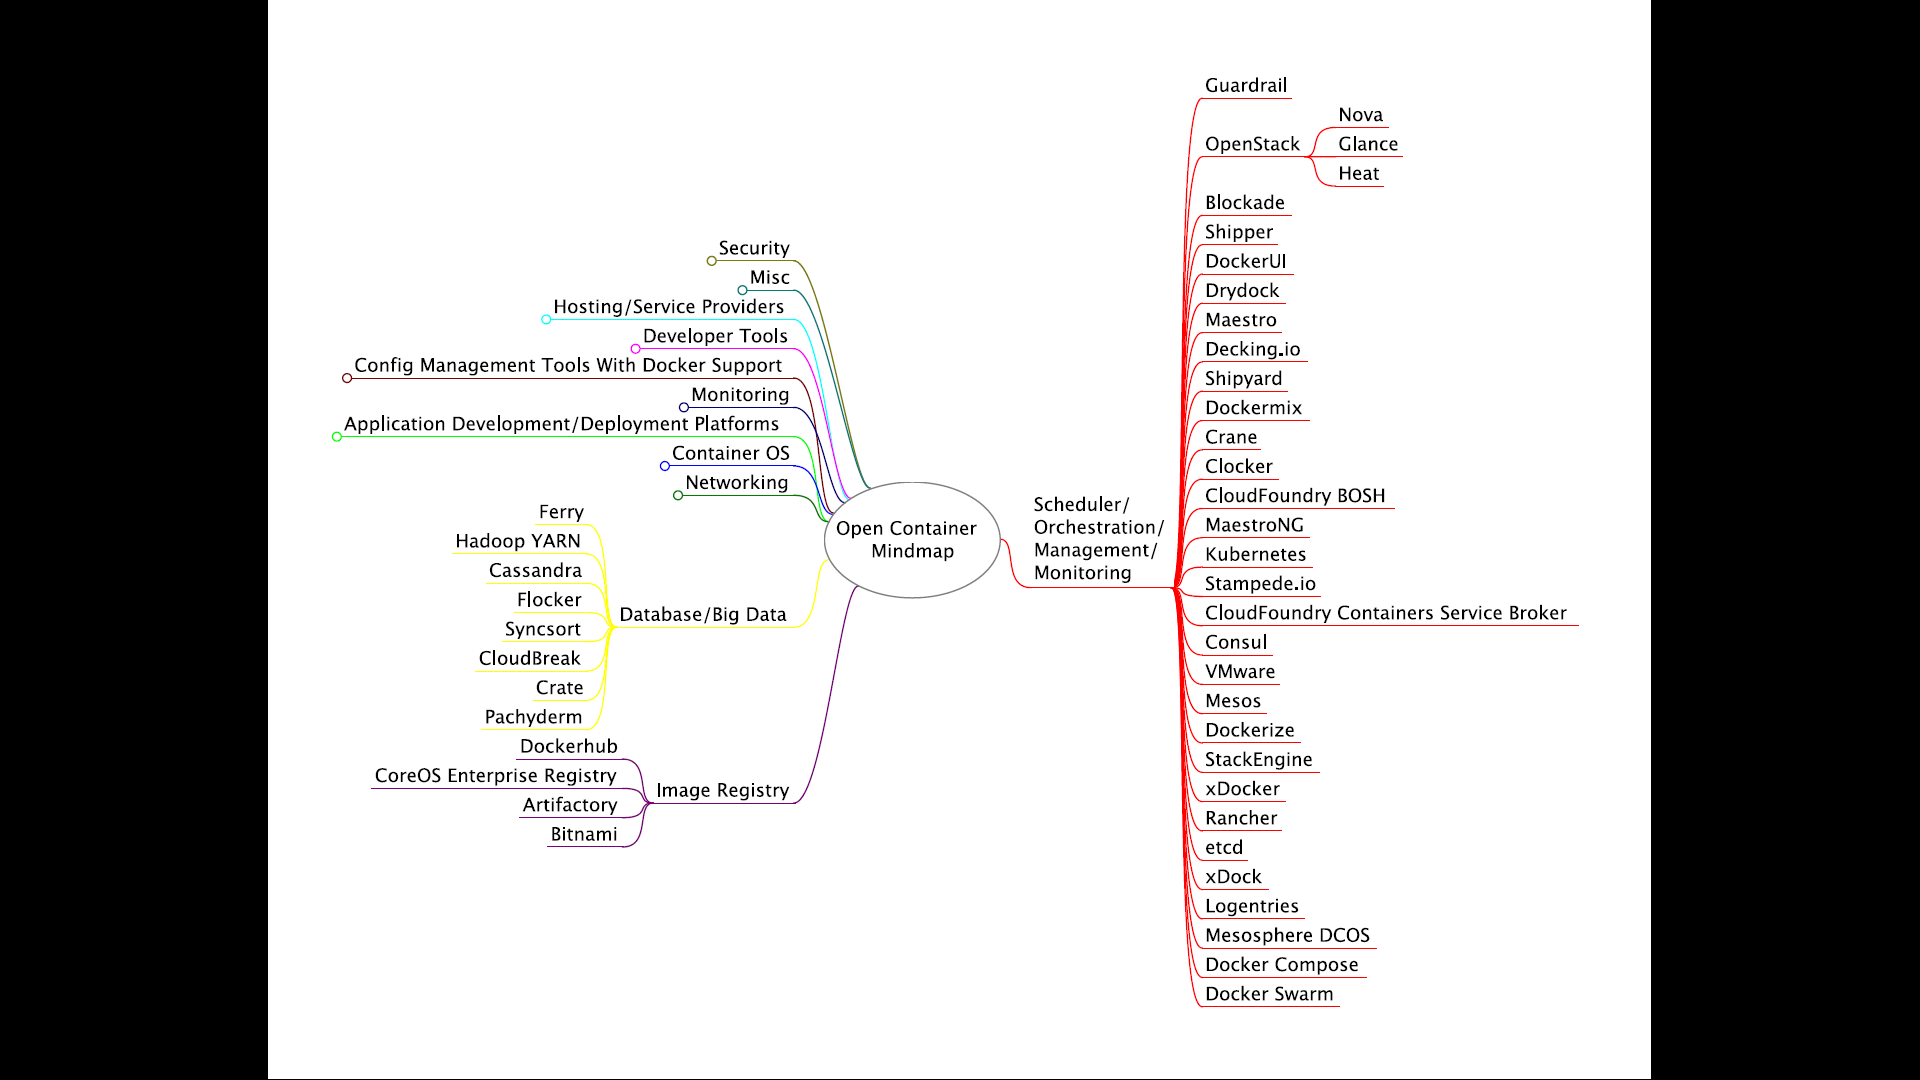 Guardrail
Nova
OpenStack
Glance
Heat
Blockade
Shipper
DockerUI
Drydock
Maestro
Decking.io
Shipyard
Dockermix
Crane
Clocker
CloudFoundry BOSH
MaestroNG
Kubernetes
Stampede.io
CloudFoundry Containers Service Broker
Consul
VMware
Mesos
Dockerize
StackEngine
xDocker
Rancher
etcd
xDock
Logentries
Mesosphere DCOS
Docker Compose
Docker Swarm
Scheduler/
Orchestration/
Management/
Monitoring
Open Container
Mindmap
Security
Misc
Hosting/Service Providers
Developer Tools
Config Management Tools With Docker Support
Monitoring
Application Development/Deployment Platforms
Container OS
Networking
Ferry
Hadoop YARN
Cassandra
Flocker
Syncsort
CloudBreak
Crate
Pachyderm
Database/Big Data
Dockerhub
CoreOS Enterprise Registry
Artifactory
Bitnami
Image Registry